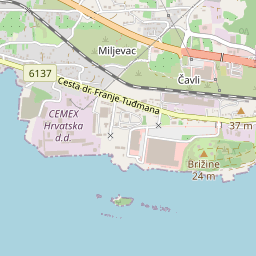 Miljevac
Čavli
6137
Cesta dr. Franje Tuđmana
CEMEX
Hrvatska
d.d.
37 m
Brižine
24 m